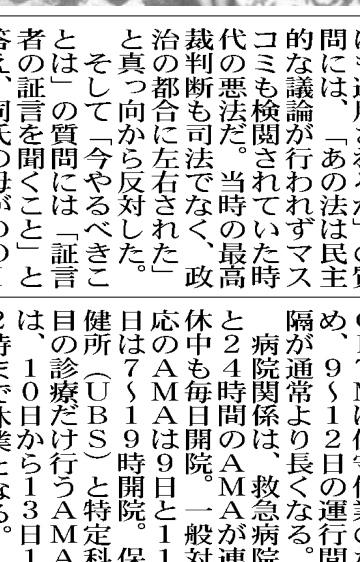 問には、「あの法は民主
的な議論が行われずマス
コミも検閲されていた時
代の悪法だ。当時の最高
裁判断も司法でなく、政
治の都合に左右された」
と真っ向から反対した。
そして「今やるべきこ
とは」の質問には「証言
者の証言を聞くこと」と
め、9〜12日の運行間
隔が通常より長くなる。
病院関係は、救急病院
と24時間のAMAが連
休中も毎日開院。一般対
応のAMAは9日と11
日は7〜19時開院。保
健所（UBS）と特定科
目の診療だけ行うAMA
は、10日から13日1
2時まで休業となる。